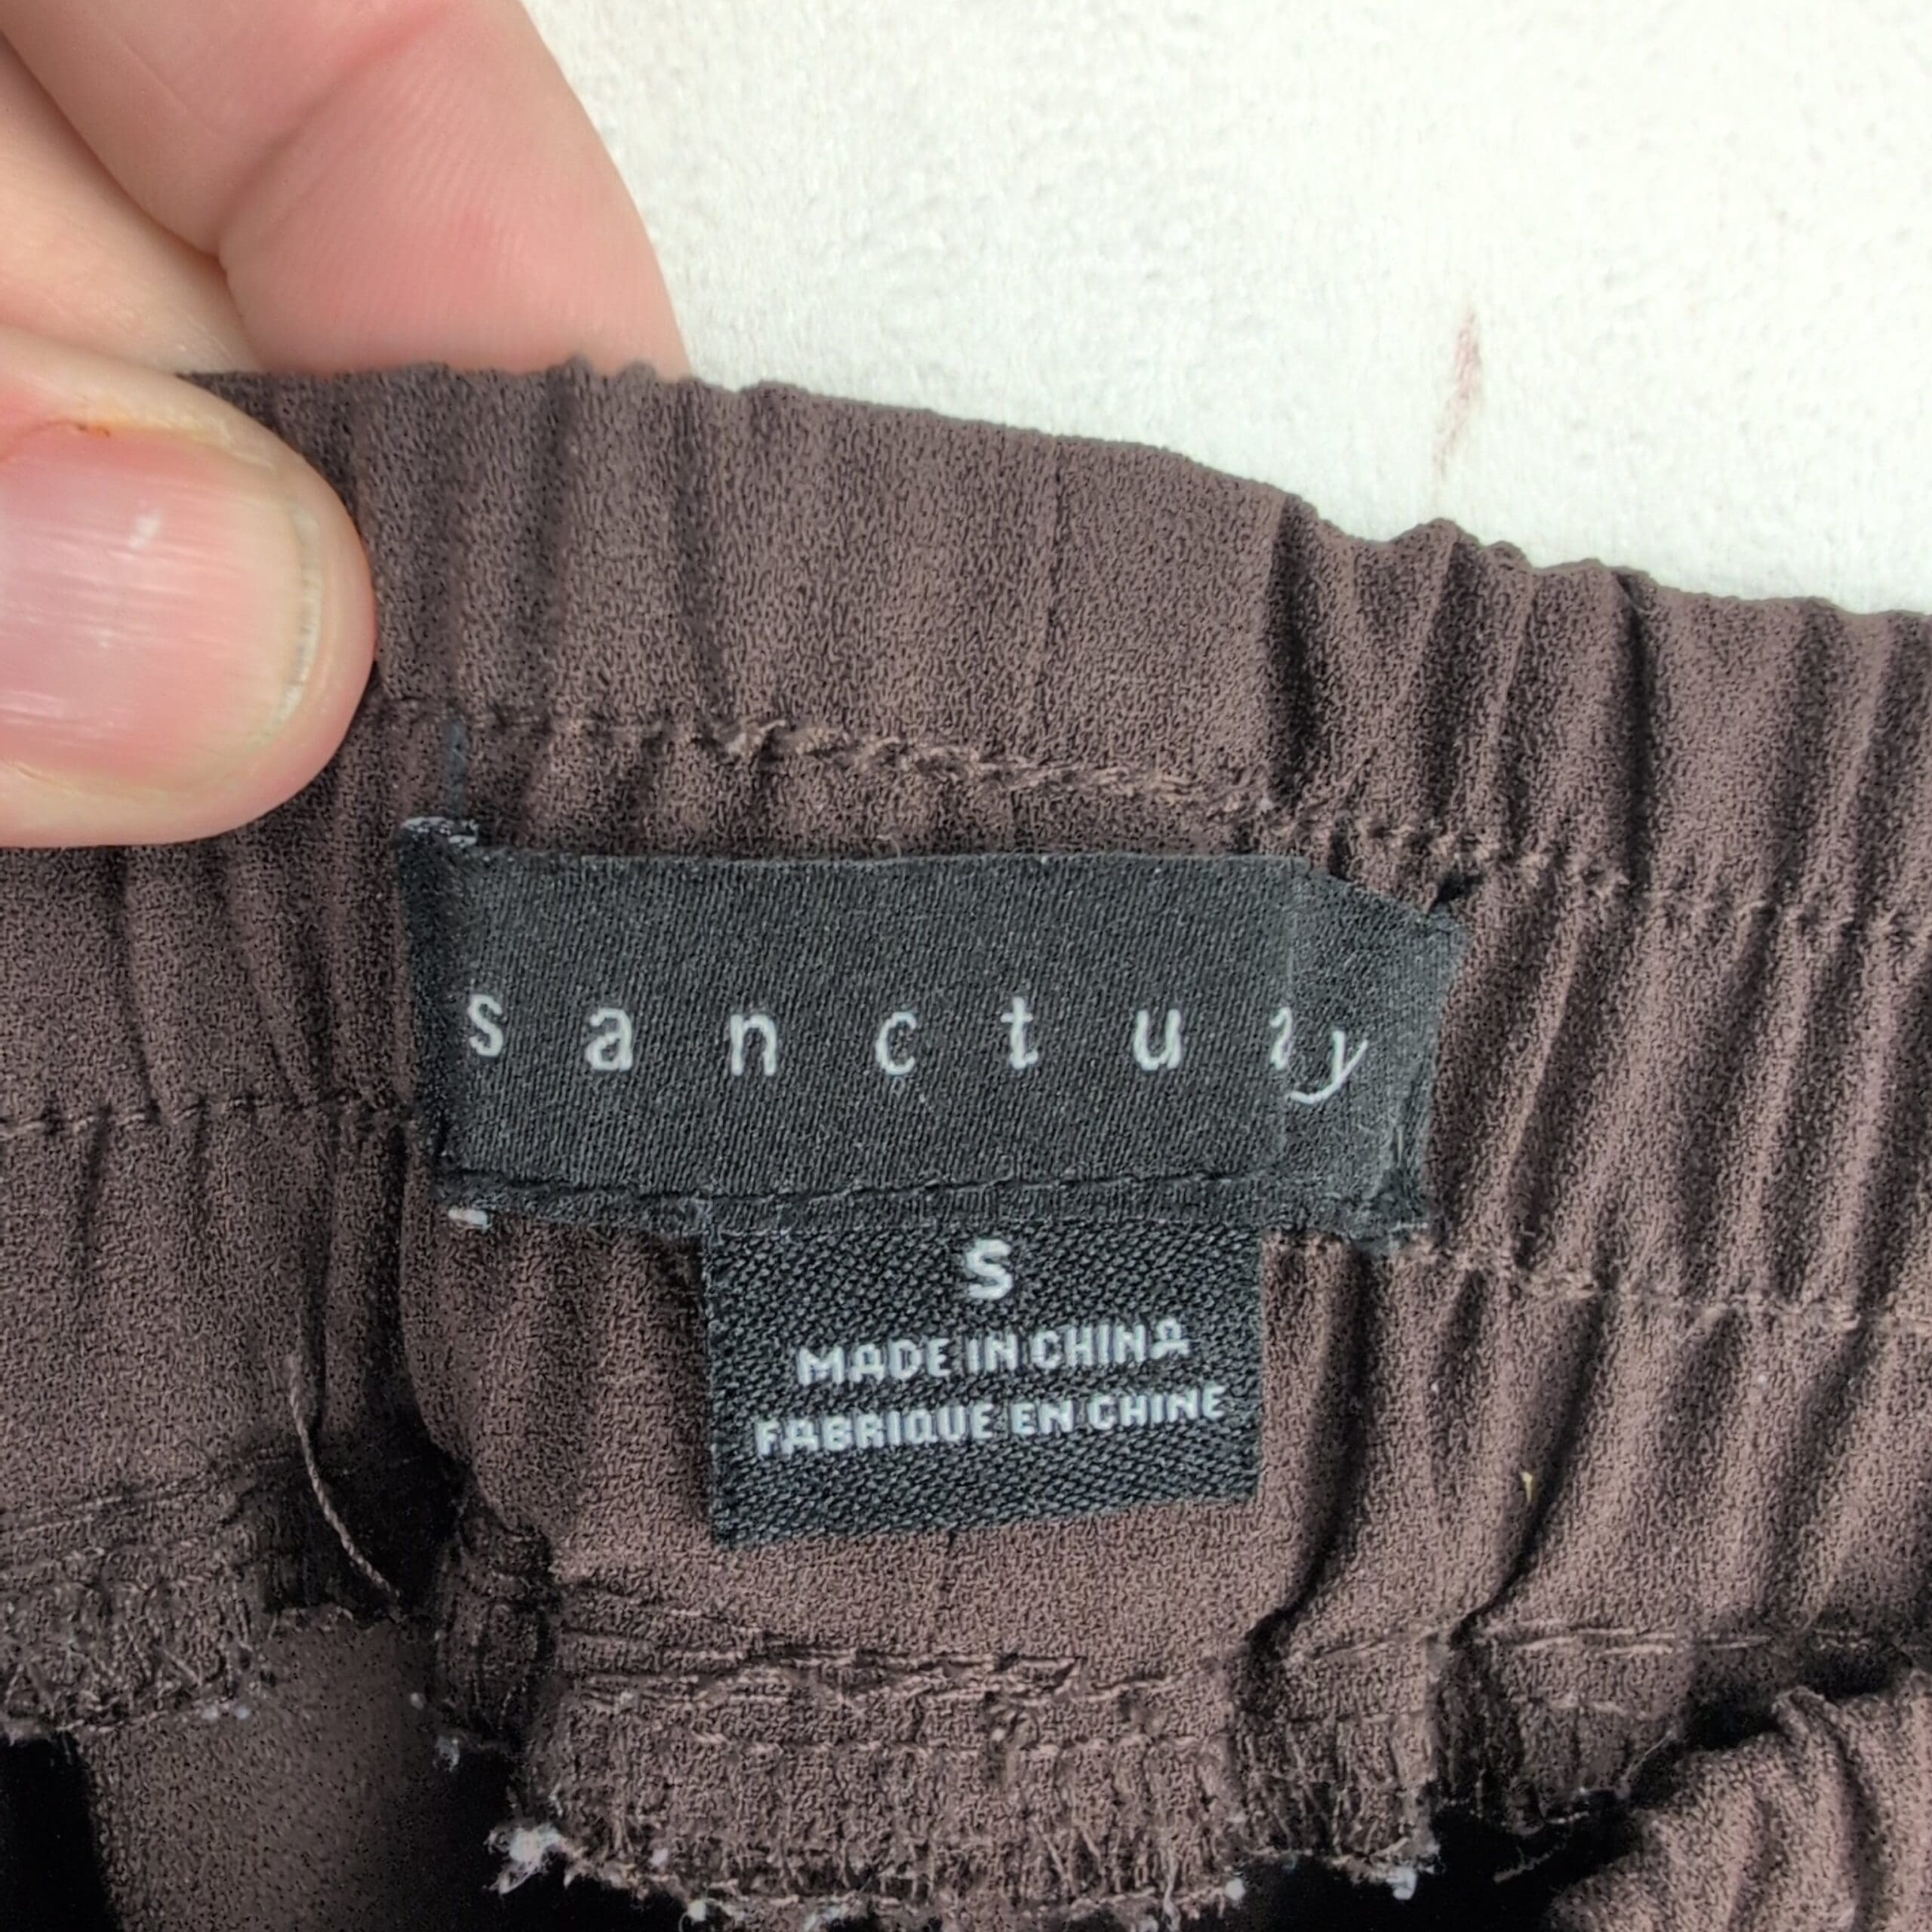 sanctuary
S
MADE IN CHINA
FABRIQUE EN CHINE